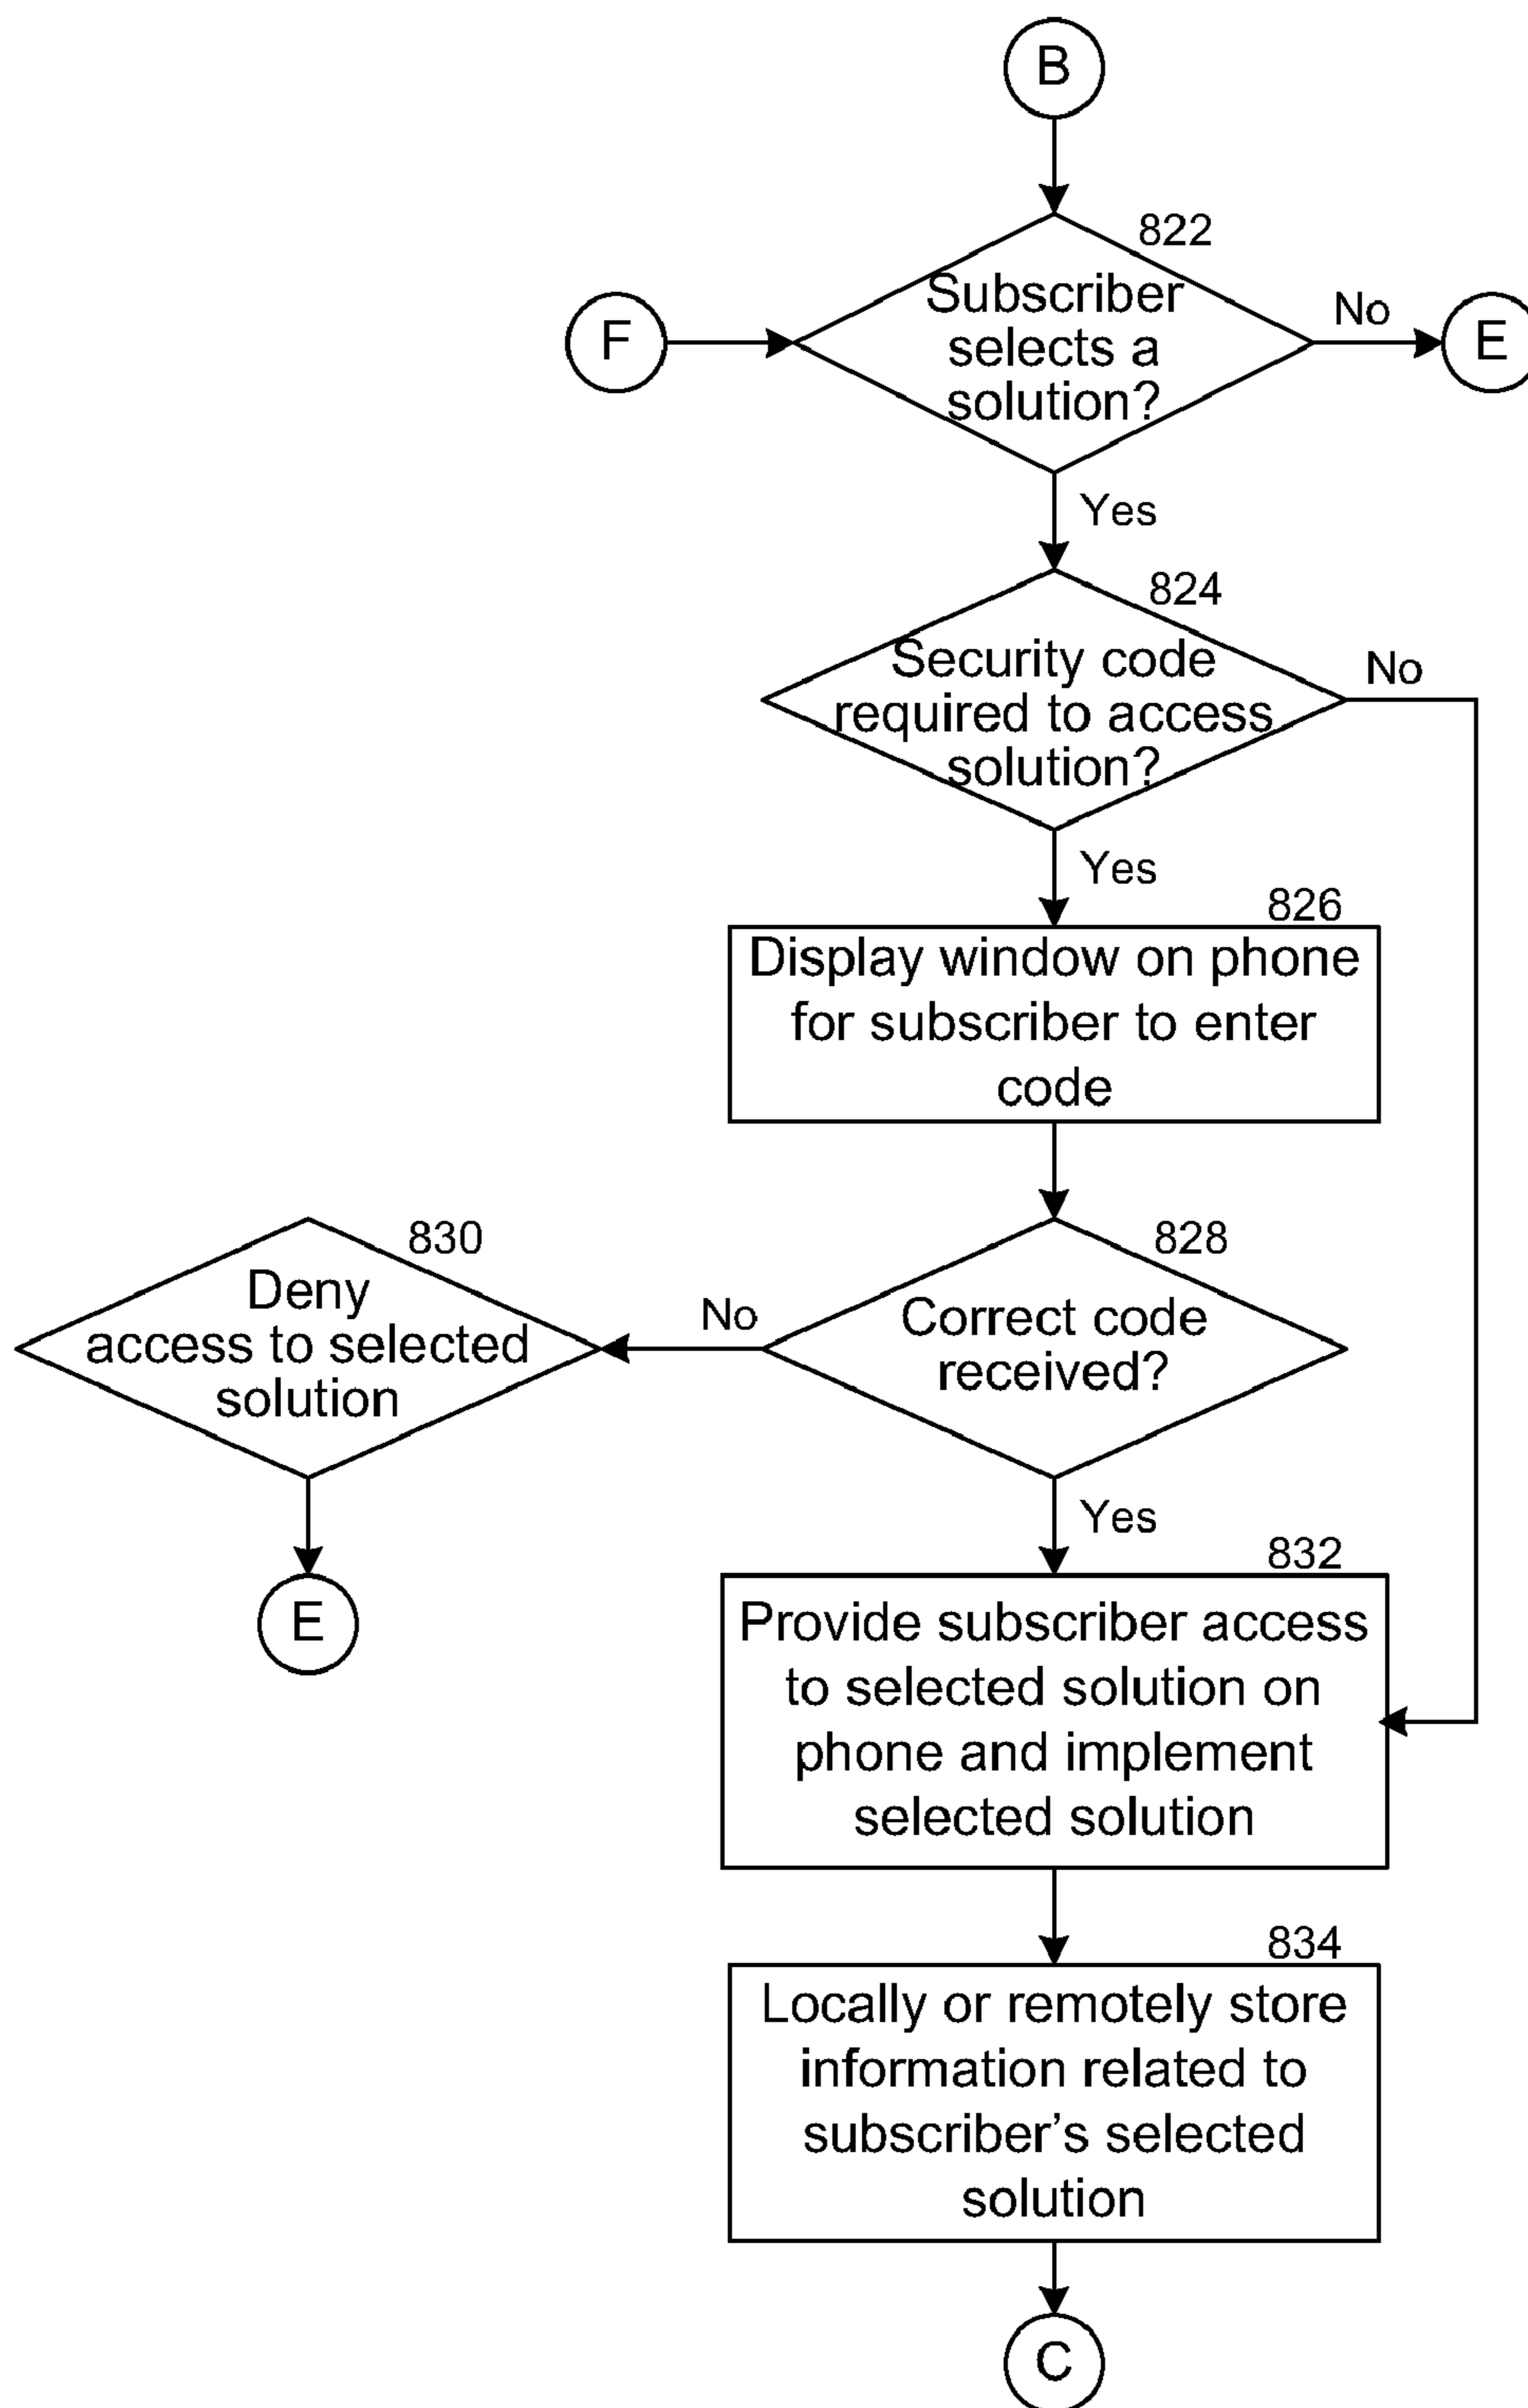 B
822
Subscriber
selects a
solution?
F
No
E
Yes
824
Security code
required to access
solution?
No
Yes
826
Display window on phone
for subscriber to enter
code
830
Deny
access to selected
solution
No
828
Correct code
received?
Yes
E
832
Provide subscriber access
to selected solution on
phone and implement
selected solution
834
Locally or remotely store
information related to
subscriber’s selected
solution
C